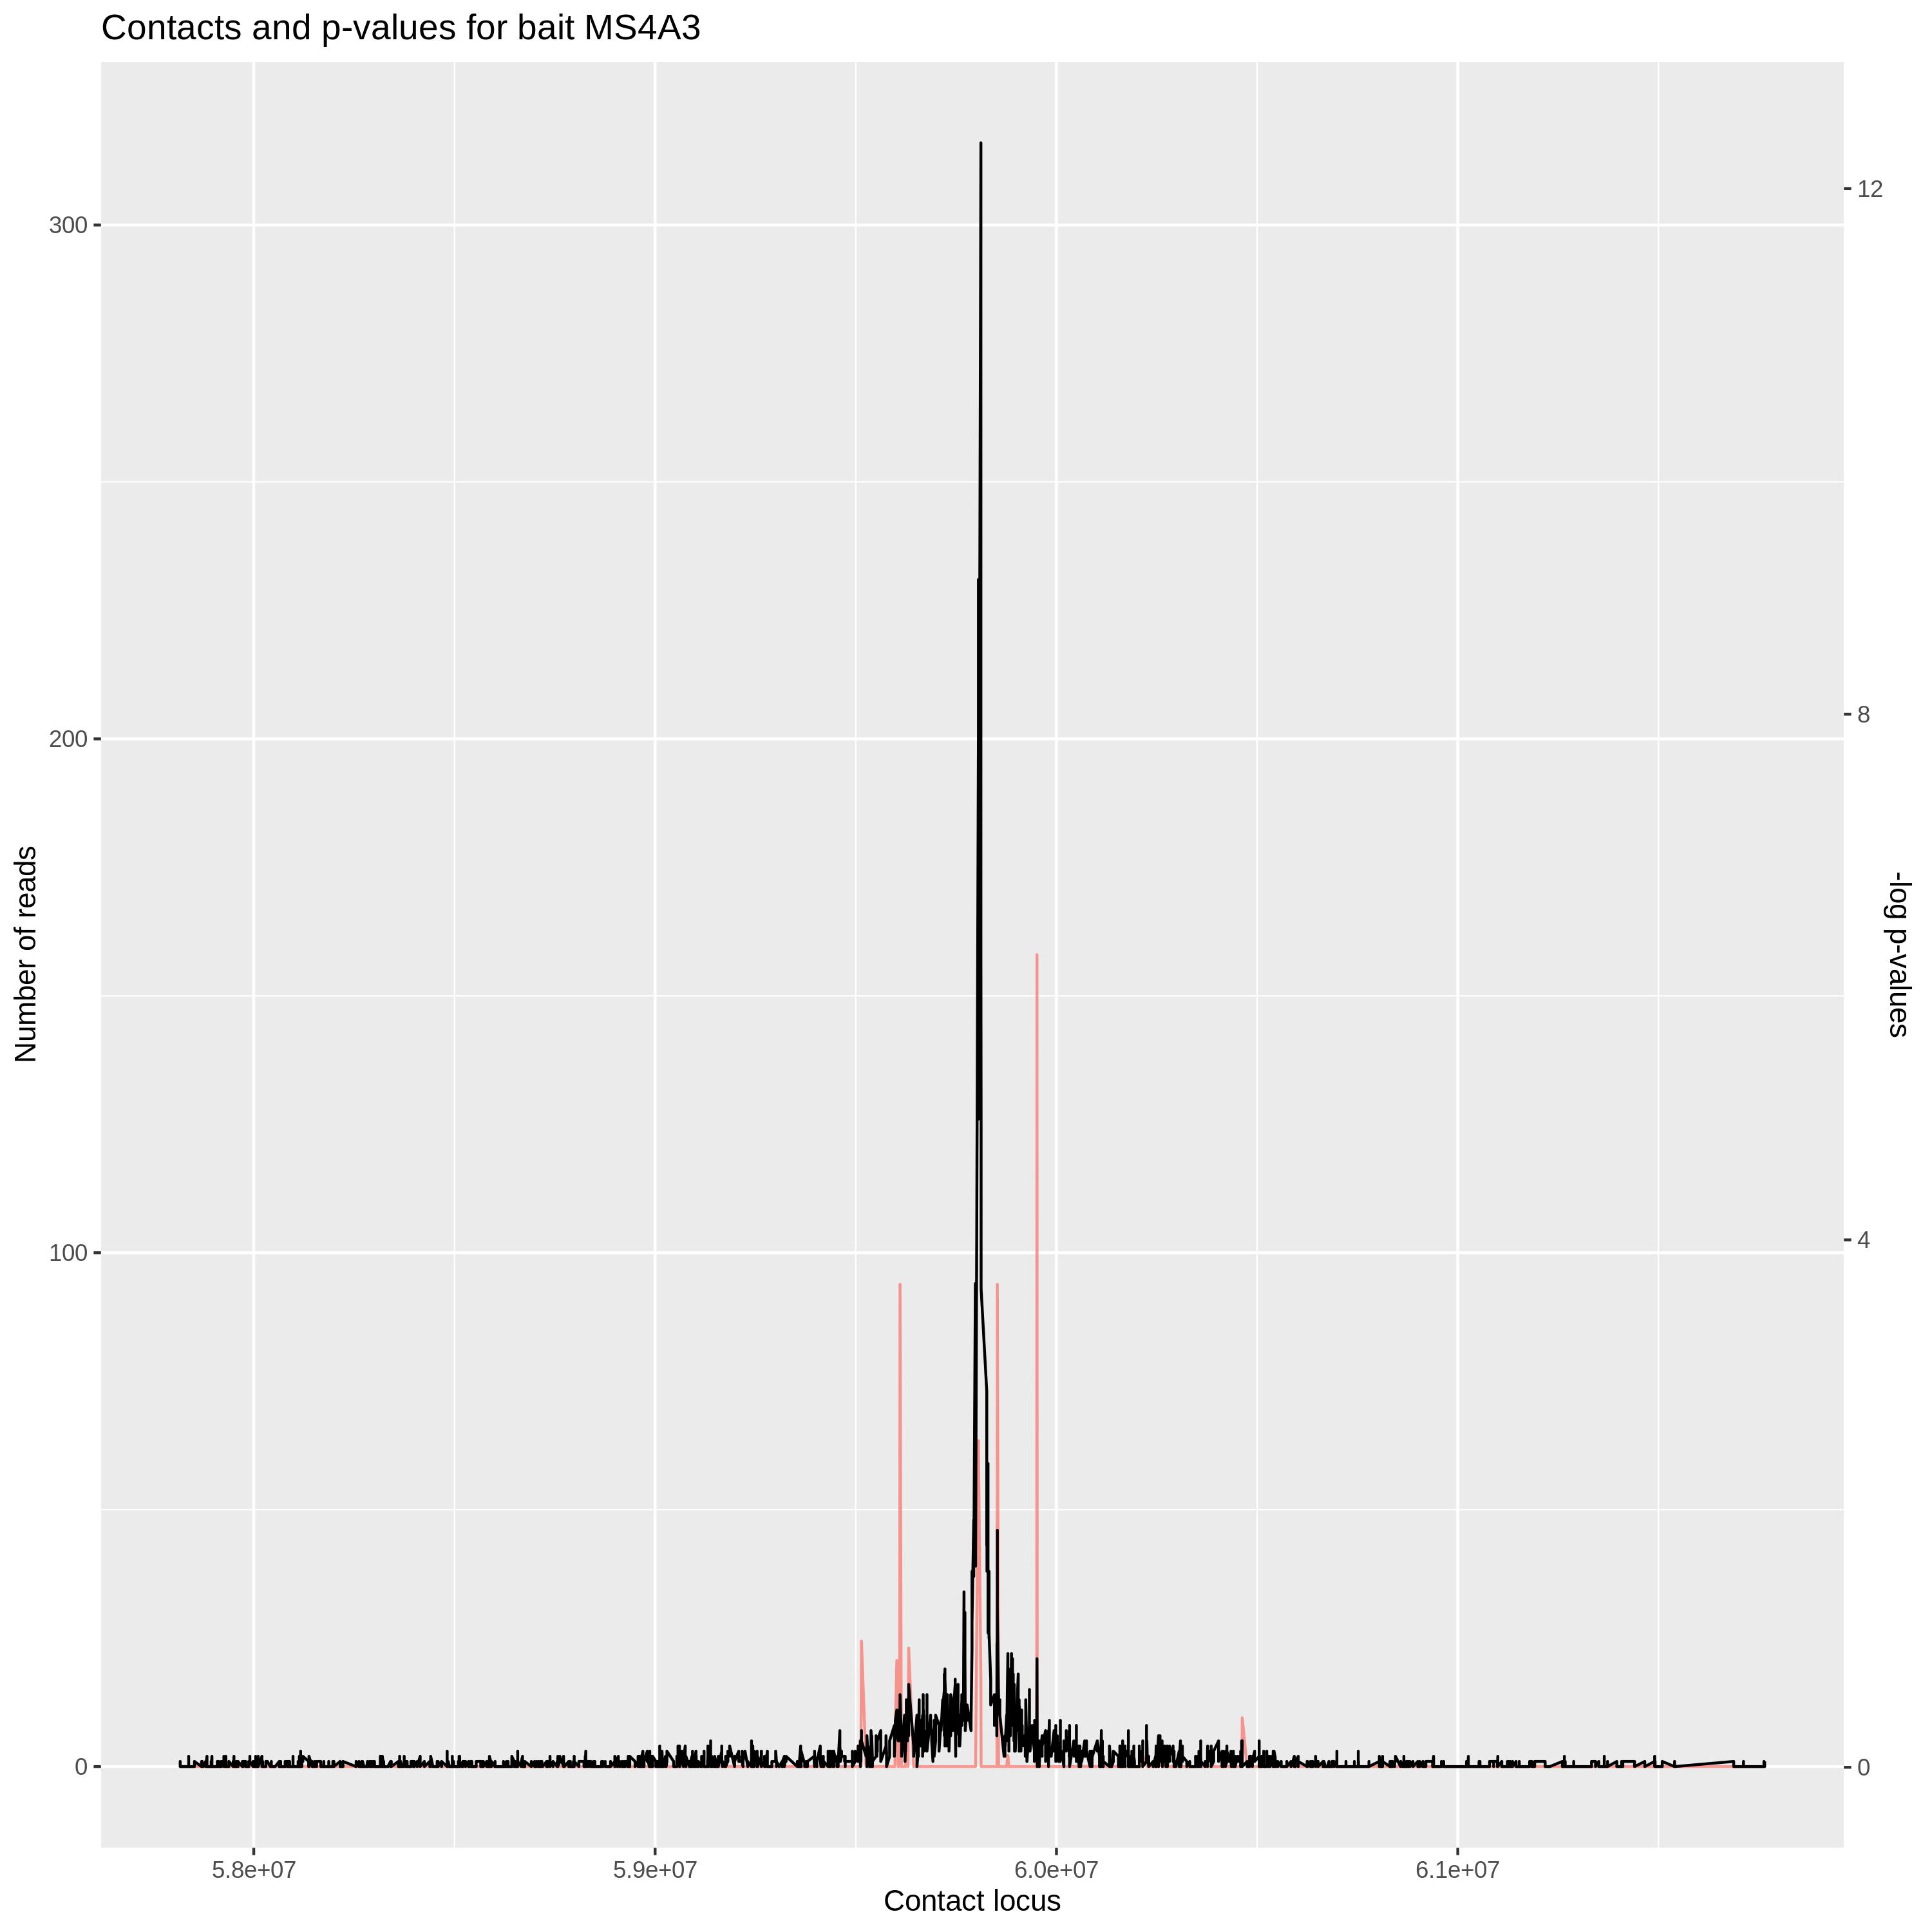 Contacts and p-values for bait MS4A3
300
200
100
0
Number of reads
12
8
4
0
-log p-values
5.8e+07
5.9e+07
6.0e+07
6.1e+07
Contact locus